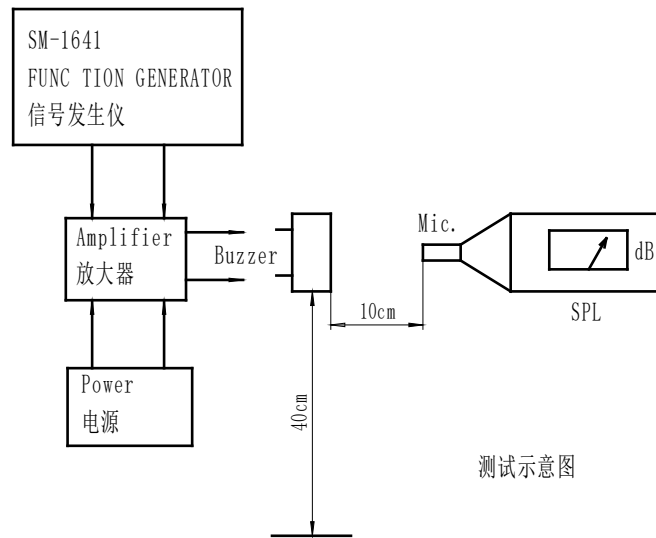 SM-1641
FUNC TION GENERATOR
信号发生仪
Amplifier
放大器
Buzzer
Mic.
dB
SPL
10cm
Power
电源
40cm
测试示意图